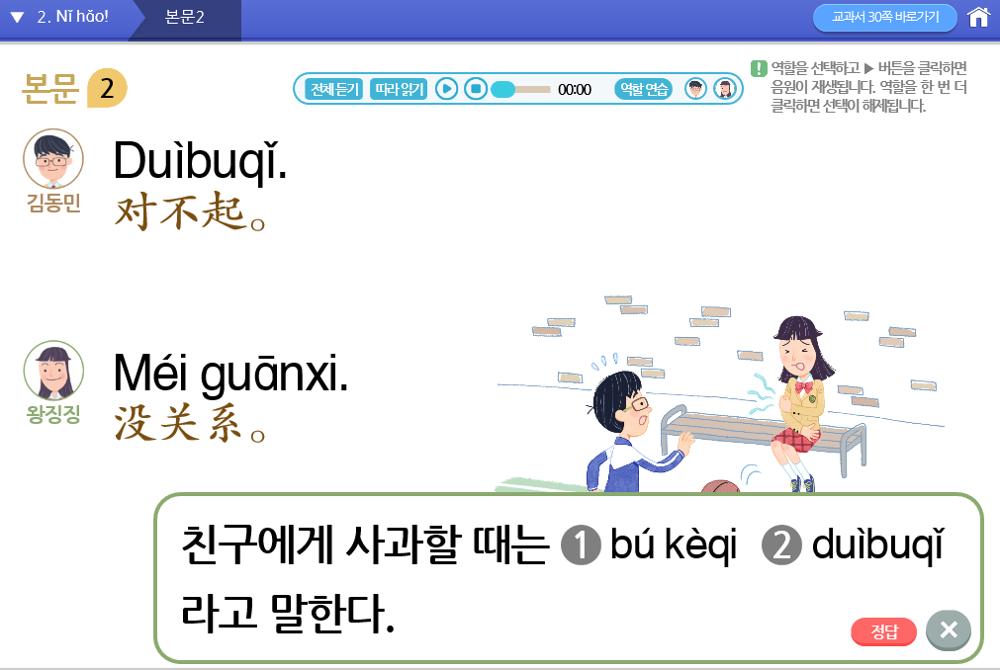 ▼ 2. Nǐ hǎo! 본문2 교과서 30쪽 바로가기
본문 2
전체 듣기 따라 읽기 00:00 역할 연습
! 역할을 선택하고 ▶ 버튼을 클릭하면
음원이 재생됩니다. 역할을 한 번 더
클릭하면 선택이 해제됩니다.
Duìbuqǐ.
对不起。
김동민
Méi guānxi.
没关系。
왕징징
친구에게 사과할 때는 1 bú kèqi 2 duìbuqǐ
라고 말한다.
정답